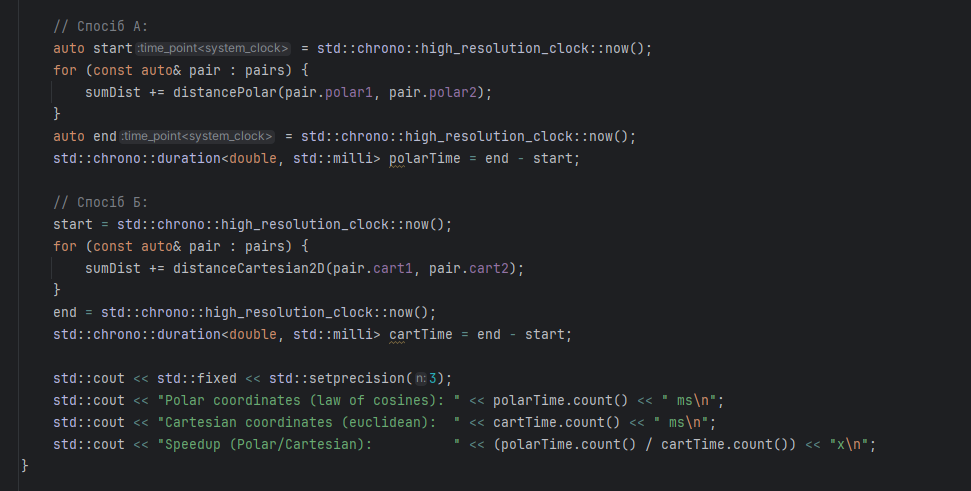 // Спосіб А:
auto start :time_point<system_clock> = std::chrono::high_resolution_clock::now();
for (const auto& pair : pairs) {
    sumDist += distancePolar(pair.polar1, pair.polar2);
}
auto end :time_point<system_clock> = std::chrono::high_resolution_clock::now();
std::chrono::duration<double, std::milli> polarTime = end - start;

// Спосіб Б:
start = std::chrono::high_resolution_clock::now();
for (const auto& pair : pairs) {
    sumDist += distanceCartesian2D(pair.cart1, pair.cart2);
}
end = std::chrono::high_resolution_clock::now();
std::chrono::duration<double, std::milli> cartTime = end - start;

std::cout << std::fixed << std::setprecision( n: 3);
std::cout << "Polar coordinates (law of cosines): " << polarTime.count() << " ms\n";
std::cout << "Cartesian coordinates (euclidean):  " << cartTime.count() << " ms\n";
std::cout << "Speedup (Polar/Cartesian):          " << (polarTime.count() / cartTime.count()) << "x\n";
}